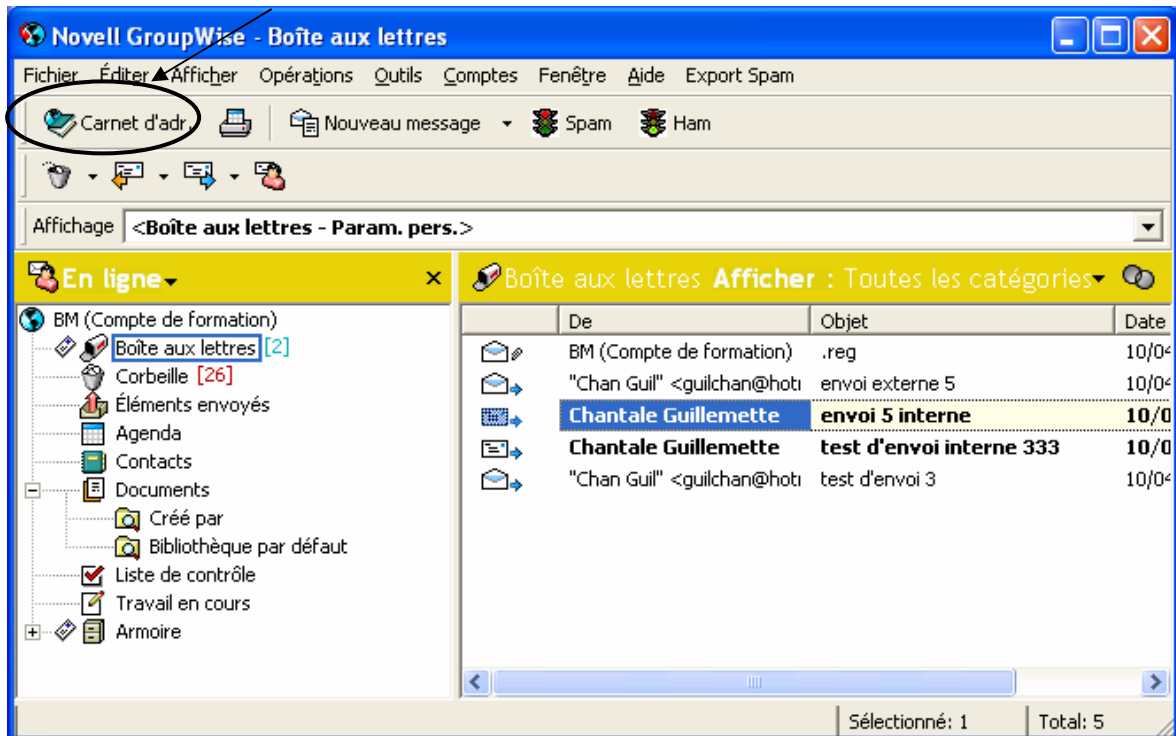 Novell GroupWise - Boîte aux lettres
Fichier Éditer Afficher Opérations Outils Comptes Fenêtre Aide Export Spam
Carnet d'adr. Nouveau message Spam Ham
Affichage <Boîte aux lettres - Param. pers.>
En ligne
BM (Compte de formation)
Boîte aux lettres [2]
Corbeille [26]
Éléments envoyés
Agenda
Contacts
Documents
Créé par
Bibliothèque par défaut
Liste de contrôle
Travail en cours
Armoire
Boîte aux lettres Afficher : Toutes les catégories
De Objet Date
BM (Compte de formation) .reg 10/04
"Chan Guil" <guilchan@hot envoi externe 5 10/04
Chantale Guillemette envoi 5 interne 10/0
Chantale Guillemette test d'envoi interne 333 10/0
"Chan Guil" <guilchan@hot test d'envoi 3 10/04
Sélectionné: 1 Total: 5